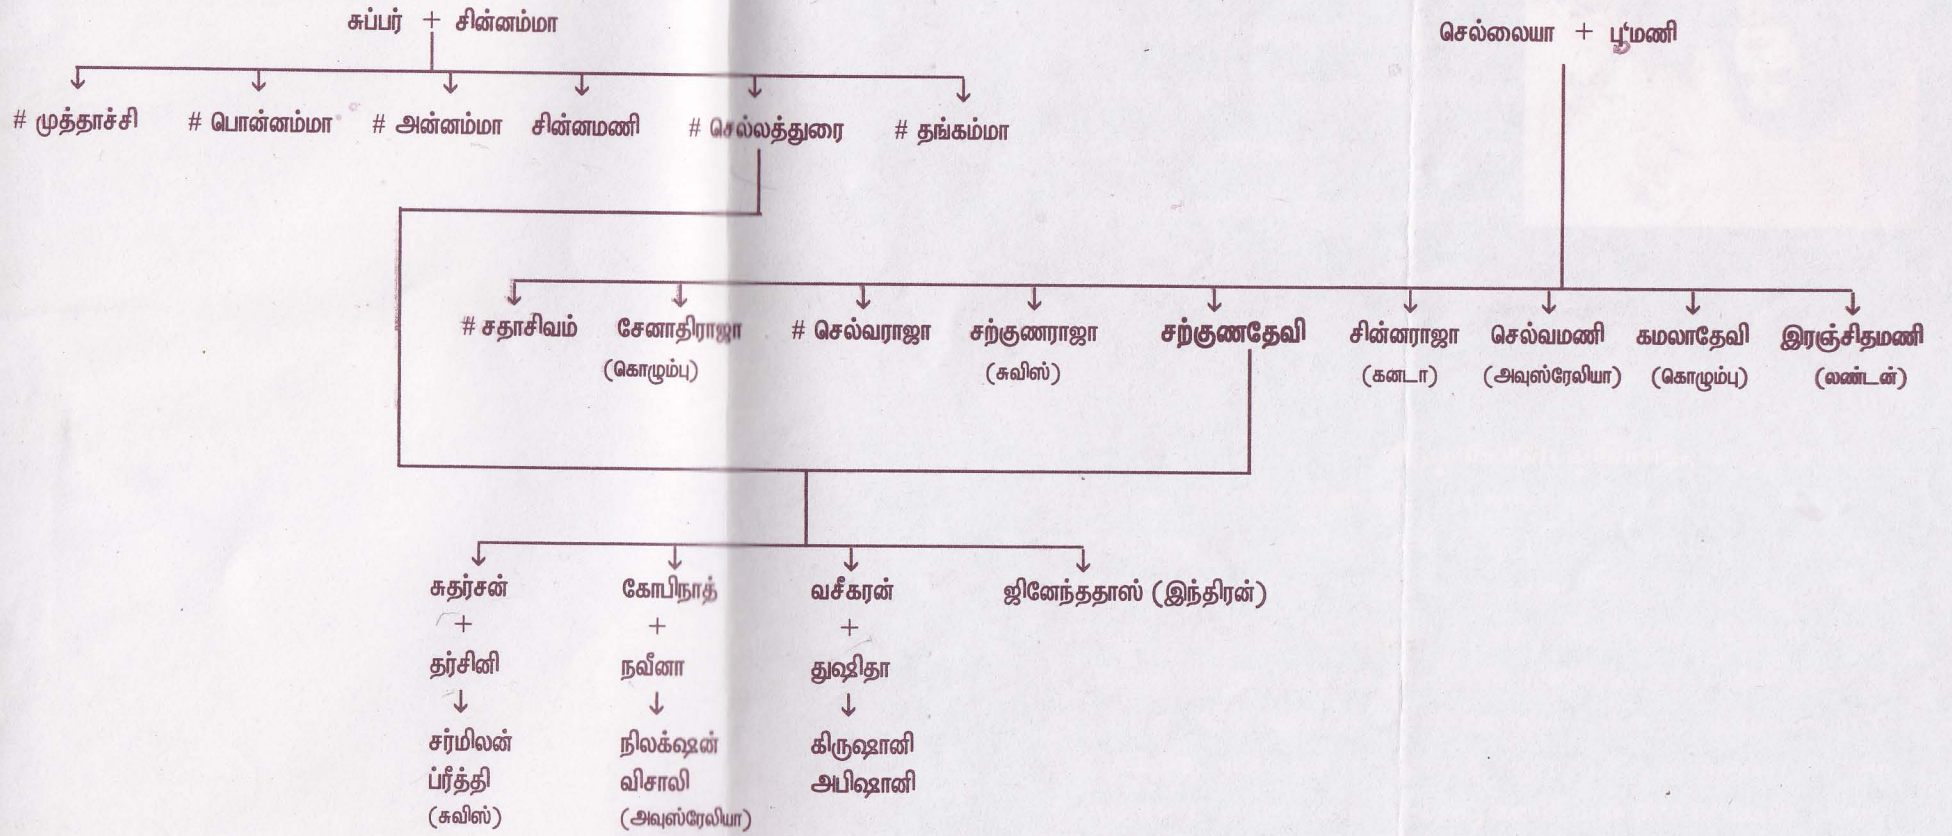 சுப்பர் + சின்னம்மா
செல்லையா + பூமணி
# முத்தாச்சி # பொன்னம்மா # அன்னம்மா சின்னமணி # செல்லத்துரை # தங்கம்மா
# சதாசிவம் சேனாதிராஜா # செல்வராஜா சற்குணராஜா சற்குணதேவி சின்னராஜா செல்வமணி கமலாதேவி இரஞ்சிதமணி
(கொழும்பு) (சுவிஸ்) (கனடா) (அவுஸ்ரேலியா) (கொழும்பு) (லண்டன்)
சுதர்சன் கோபிநாத் வசீகரன் ஜினேந்ததாஸ் (இந்திரன்)
+ + +
தர்சினி நவீனா துஷிதா
சர்மிலன் நிலக்ஷன் கிருஷானி
ப்ரீத்தி விசாலி அபிஷானி
(சுவிஸ்) (அவுஸ்ரேலியா)